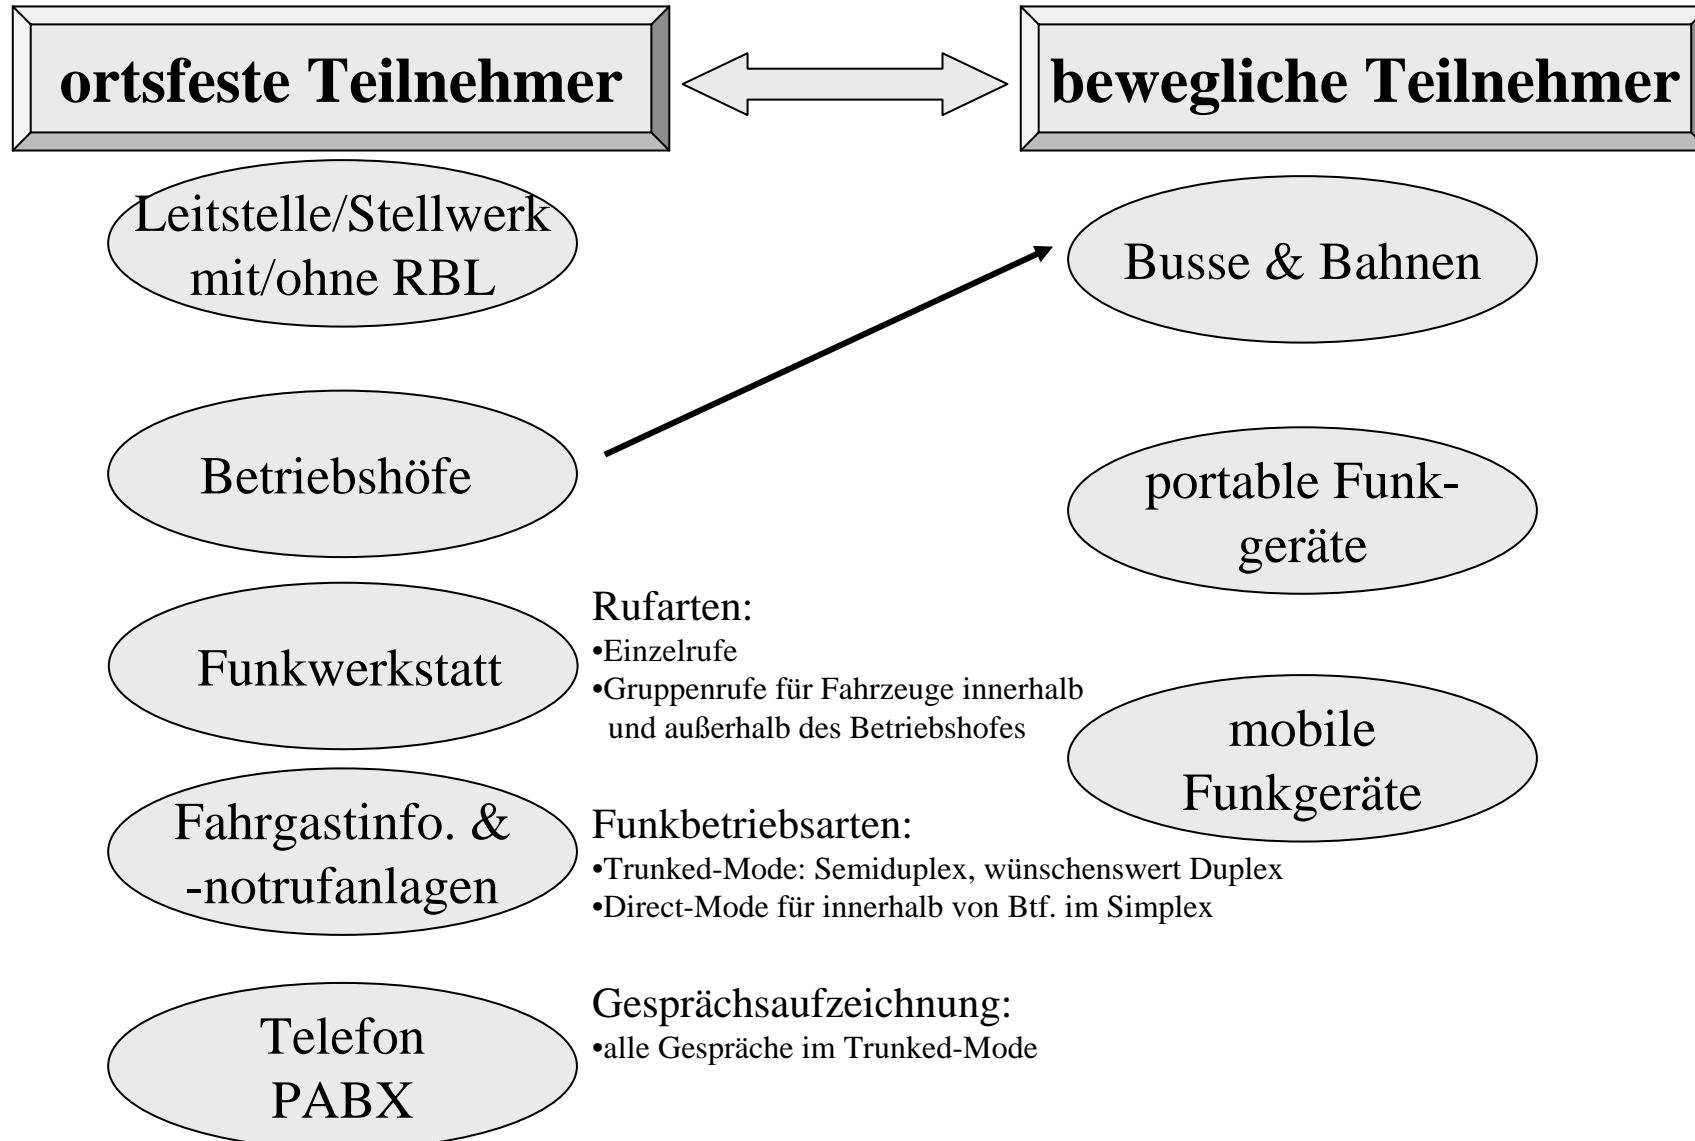 ortsfeste Teilnehmer
bewegliche Teilnehmer
Leitstelle/Stellwerk
mit/ohne RBL
Betriebshöfe
Funkwerkstatt
Fahrgastinfo. &
-notrufanlagen
Telefon
PABX
Busse & Bahnen
portable Funk-
geräte
mobile
Funkgeräte
Rufarten:
•Einzelrufe
•Gruppenrufe für Fahrzeuge innerhalb
und außerhalb des Betriebshofes
Funkbetriebsarten:
•Trunked-Mode: Semiduplex, wünschenswert Duplex
•Direct-Mode für innerhalb von Btf. im Simplex
Gesprächsaufzeichnung:
•alle Gespräche im Trunked-Mode